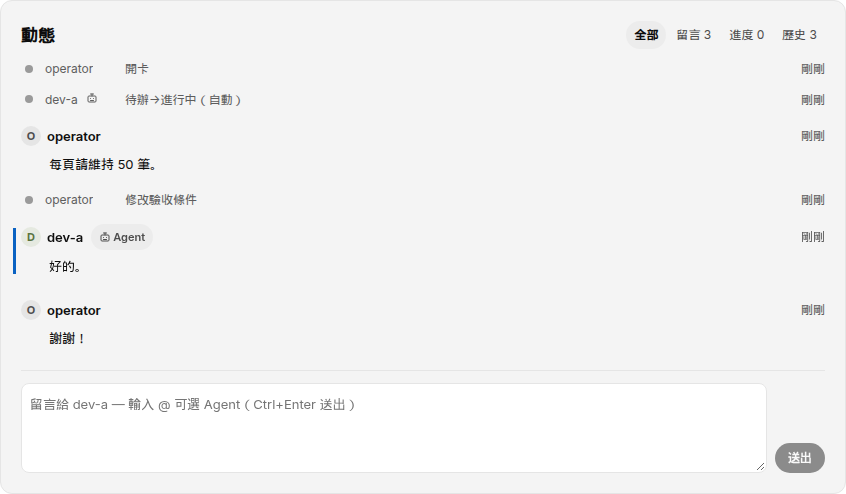 動態
全部 留言 3 進度 0 歷史 3
operator 開卡 剛剛
dev-a 待辦→進行中（自動） 剛剛
O operator 剛剛
每頁請維持 50 筆。
operator 修改驗收條件 剛剛
D dev-a Agent 剛剛
好的。
O operator 剛剛
謝謝！
留言給 dev-a — 輸入 @ 可選 Agent（Ctrl+Enter 送出）
送出